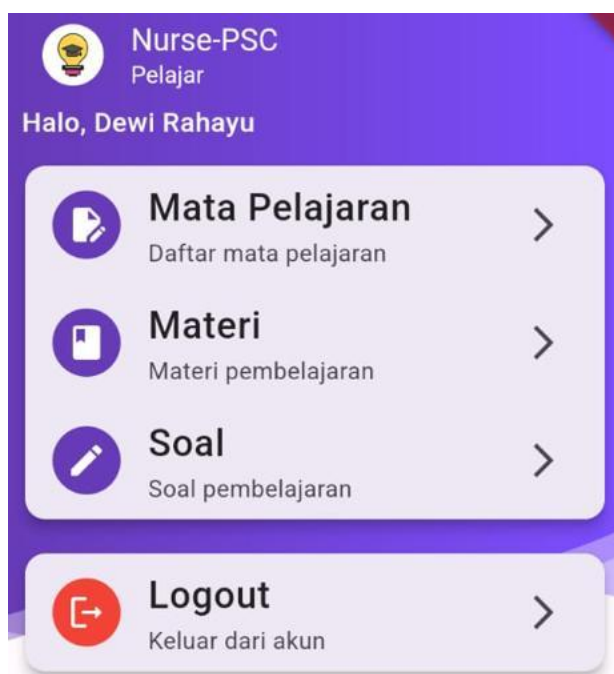 Nurse-PSC
Pelajar
Halo, Dewi Rahayu
Mata Pelajaran
Daftar mata pelajaran
Materi
Materi pembelajaran
Soal
Soal pembelajaran
Logout
Keluar dari akun